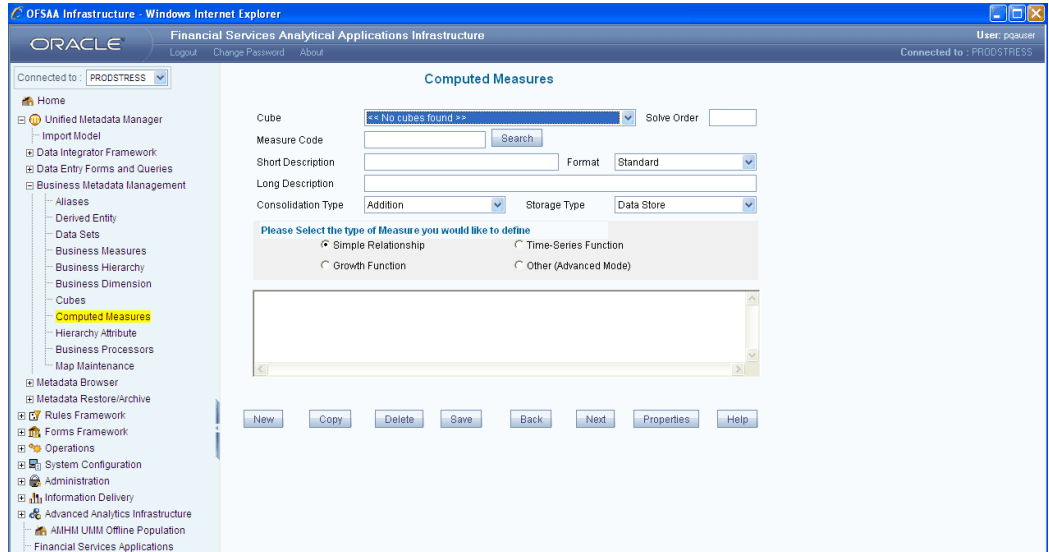 OFSAA Infrastructure - Windows Internet Explorer
ORACLE
Financial Services Analytical Applications Infrastructure
User: pqauser
Logout Change Password About
Connected to : PRODSTRESS
Connected to : PRODSTRESS
Home
Unified Metadata Manager
Import Model
Data Integrator Framework
Data Entry Forms and Queries
Business Metadata Management
Aliases
Derived Entity
Data Sets
Business Measures
Business Hierarchy
Business Dimension
Cubes
Computed Measures
Hierarchy Attribute
Business Processors
Map Maintenance
Metadata Browser
Metadata Restore/Archive
Rules Framework
Forms Framework
Operations
System Configuration
Administration
Information Delivery
Advanced Analytics Infrastructure
AMHM UMM Offline Population
Financial Services Applications
Computed Measures
Cube << No cubes found >> Solve Order
Measure Code Search
Short Description Format Standard
Long Description
Consolidation Type Addition Storage Type Data Store
Please Select the type of Measure you would like to define
Simple Relationship Time-Series Function
Growth Function Other (Advanced Mode)
New Copy Delete Save Back Next Properties Help